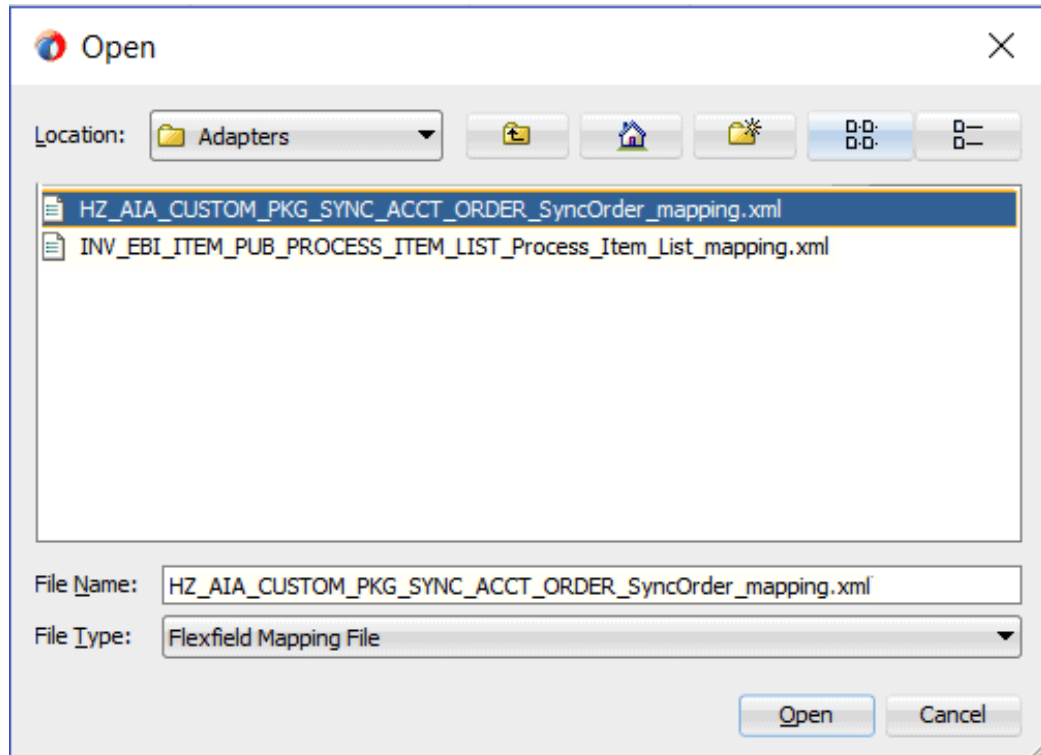 Open
Location: Adapters
HZ_AIA_CUSTOM_PKG_SYNC_ACCT_ORDER_SyncOrder_mapping.xml
INV_EBI_ITEM_PUB_PROCESS_ITEM_LIST_Process_Item_List_mapping.xml
File Name: HZ_AIA_CUSTOM_PKG_SYNC_ACCT_ORDER_SyncOrder_mapping.xml
File Type: Flexfield Mapping File
Open Cancel